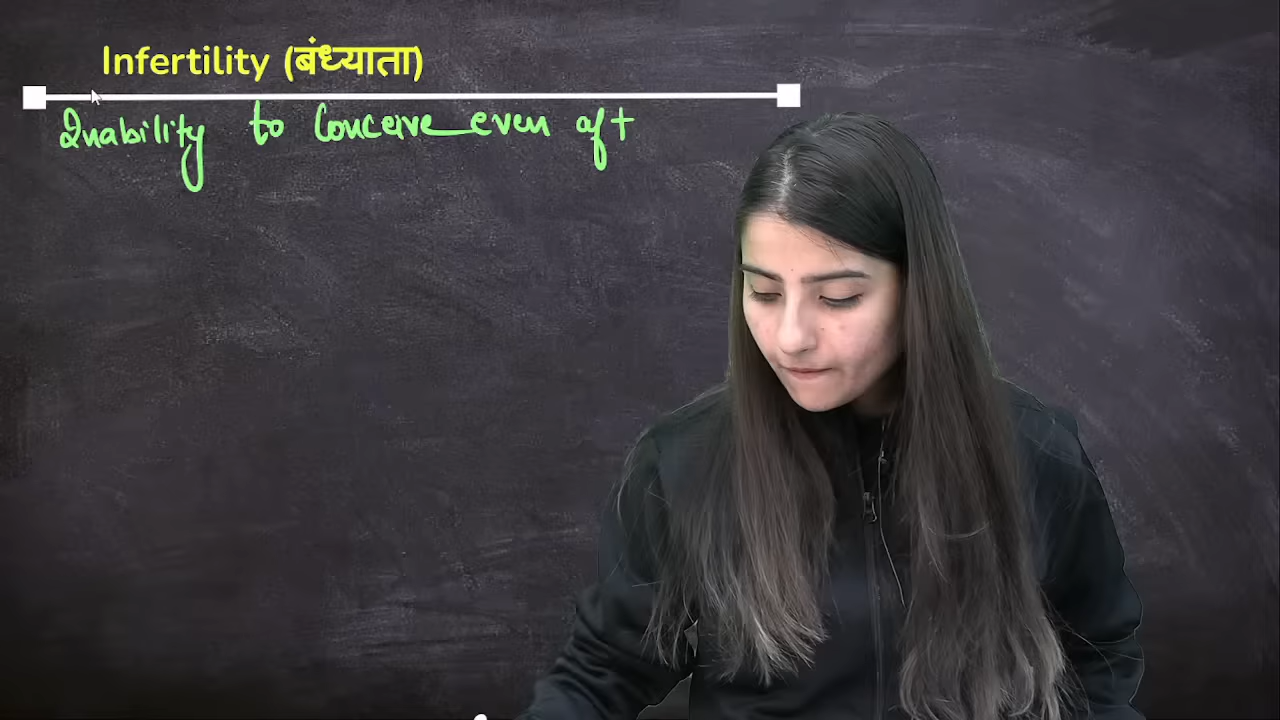 Infertility (बंध्याता)
Inability to Conceive even aft